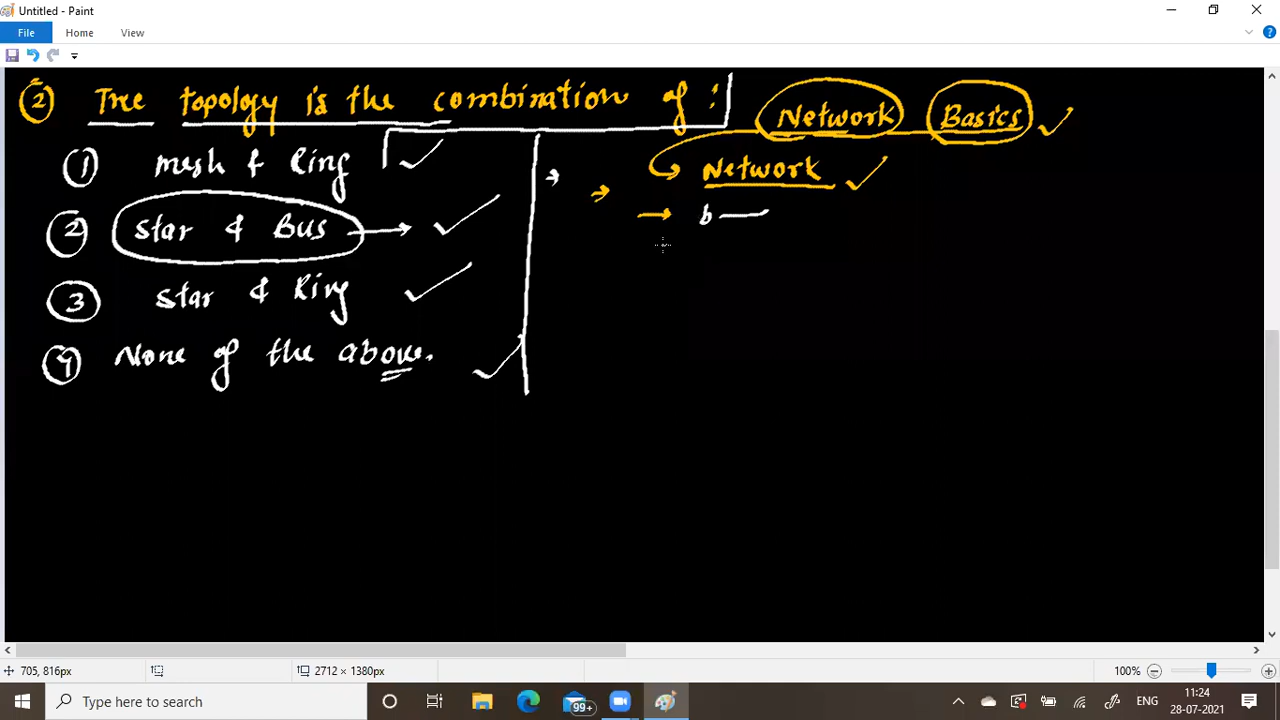 Untitled - Paint
File Home View
② Tree topology is the combination of :
Network Basics
① mesh & Ring
Network
② star & Bus
b
③ star & Ring
④ None of the above.
705, 816px
2712 × 1380px
100%
Type here to search
99+
ENG
11:24
28-07-2021